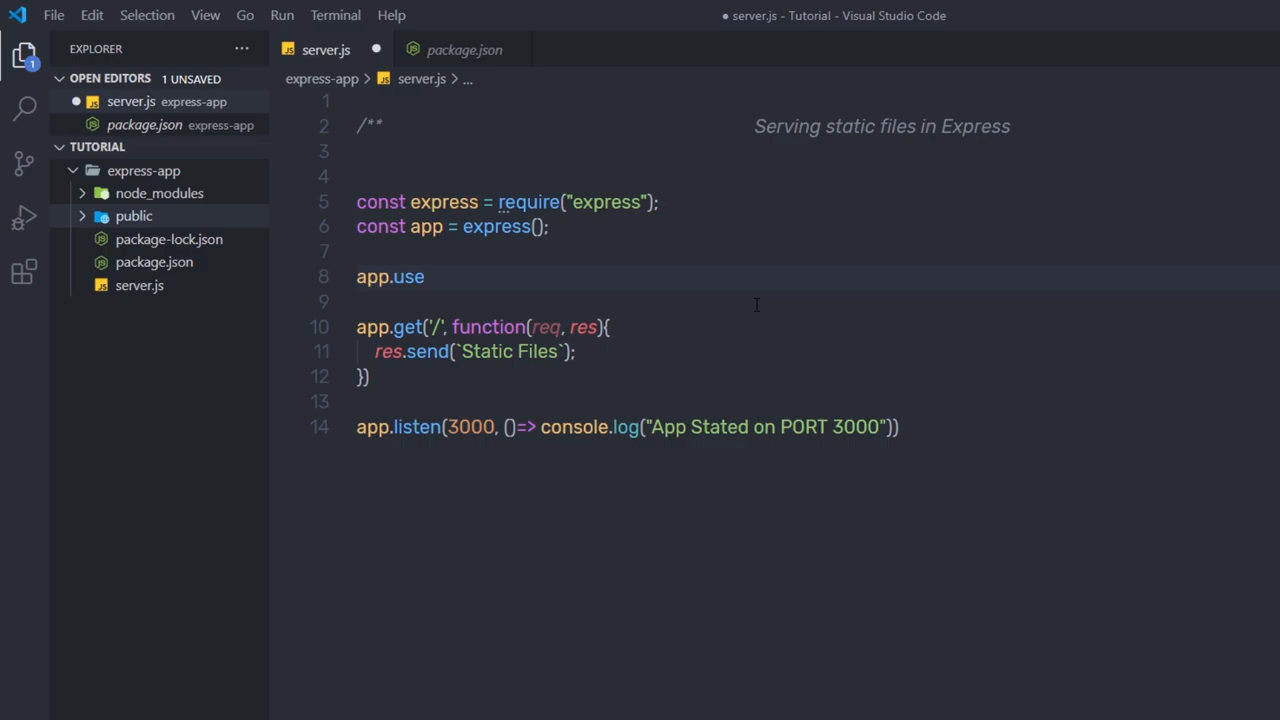 File Edit Selection View Go Run Terminal Help
● server.js - Tutorial - Visual Studio Code
EXPLORER ...
1
OPEN EDITORS 1 UNSAVED
server.js express-app
package.json express-app
TUTORIAL
express-app
node_modules
public
package-lock.json
package.json
JS server.js
JS server.js ●
package.json
express-app > JS server.js > ...
1
2 /** Serving static files in Express
3
4
5 const express = require("express");
6 const app = express();
7
8 app.use
9
10 app.get('/', function(req, res){
11 res.send(`Static Files`);
12 })
13
14 app.listen(3000, ()=> console.log("App Stated on PORT 3000"))